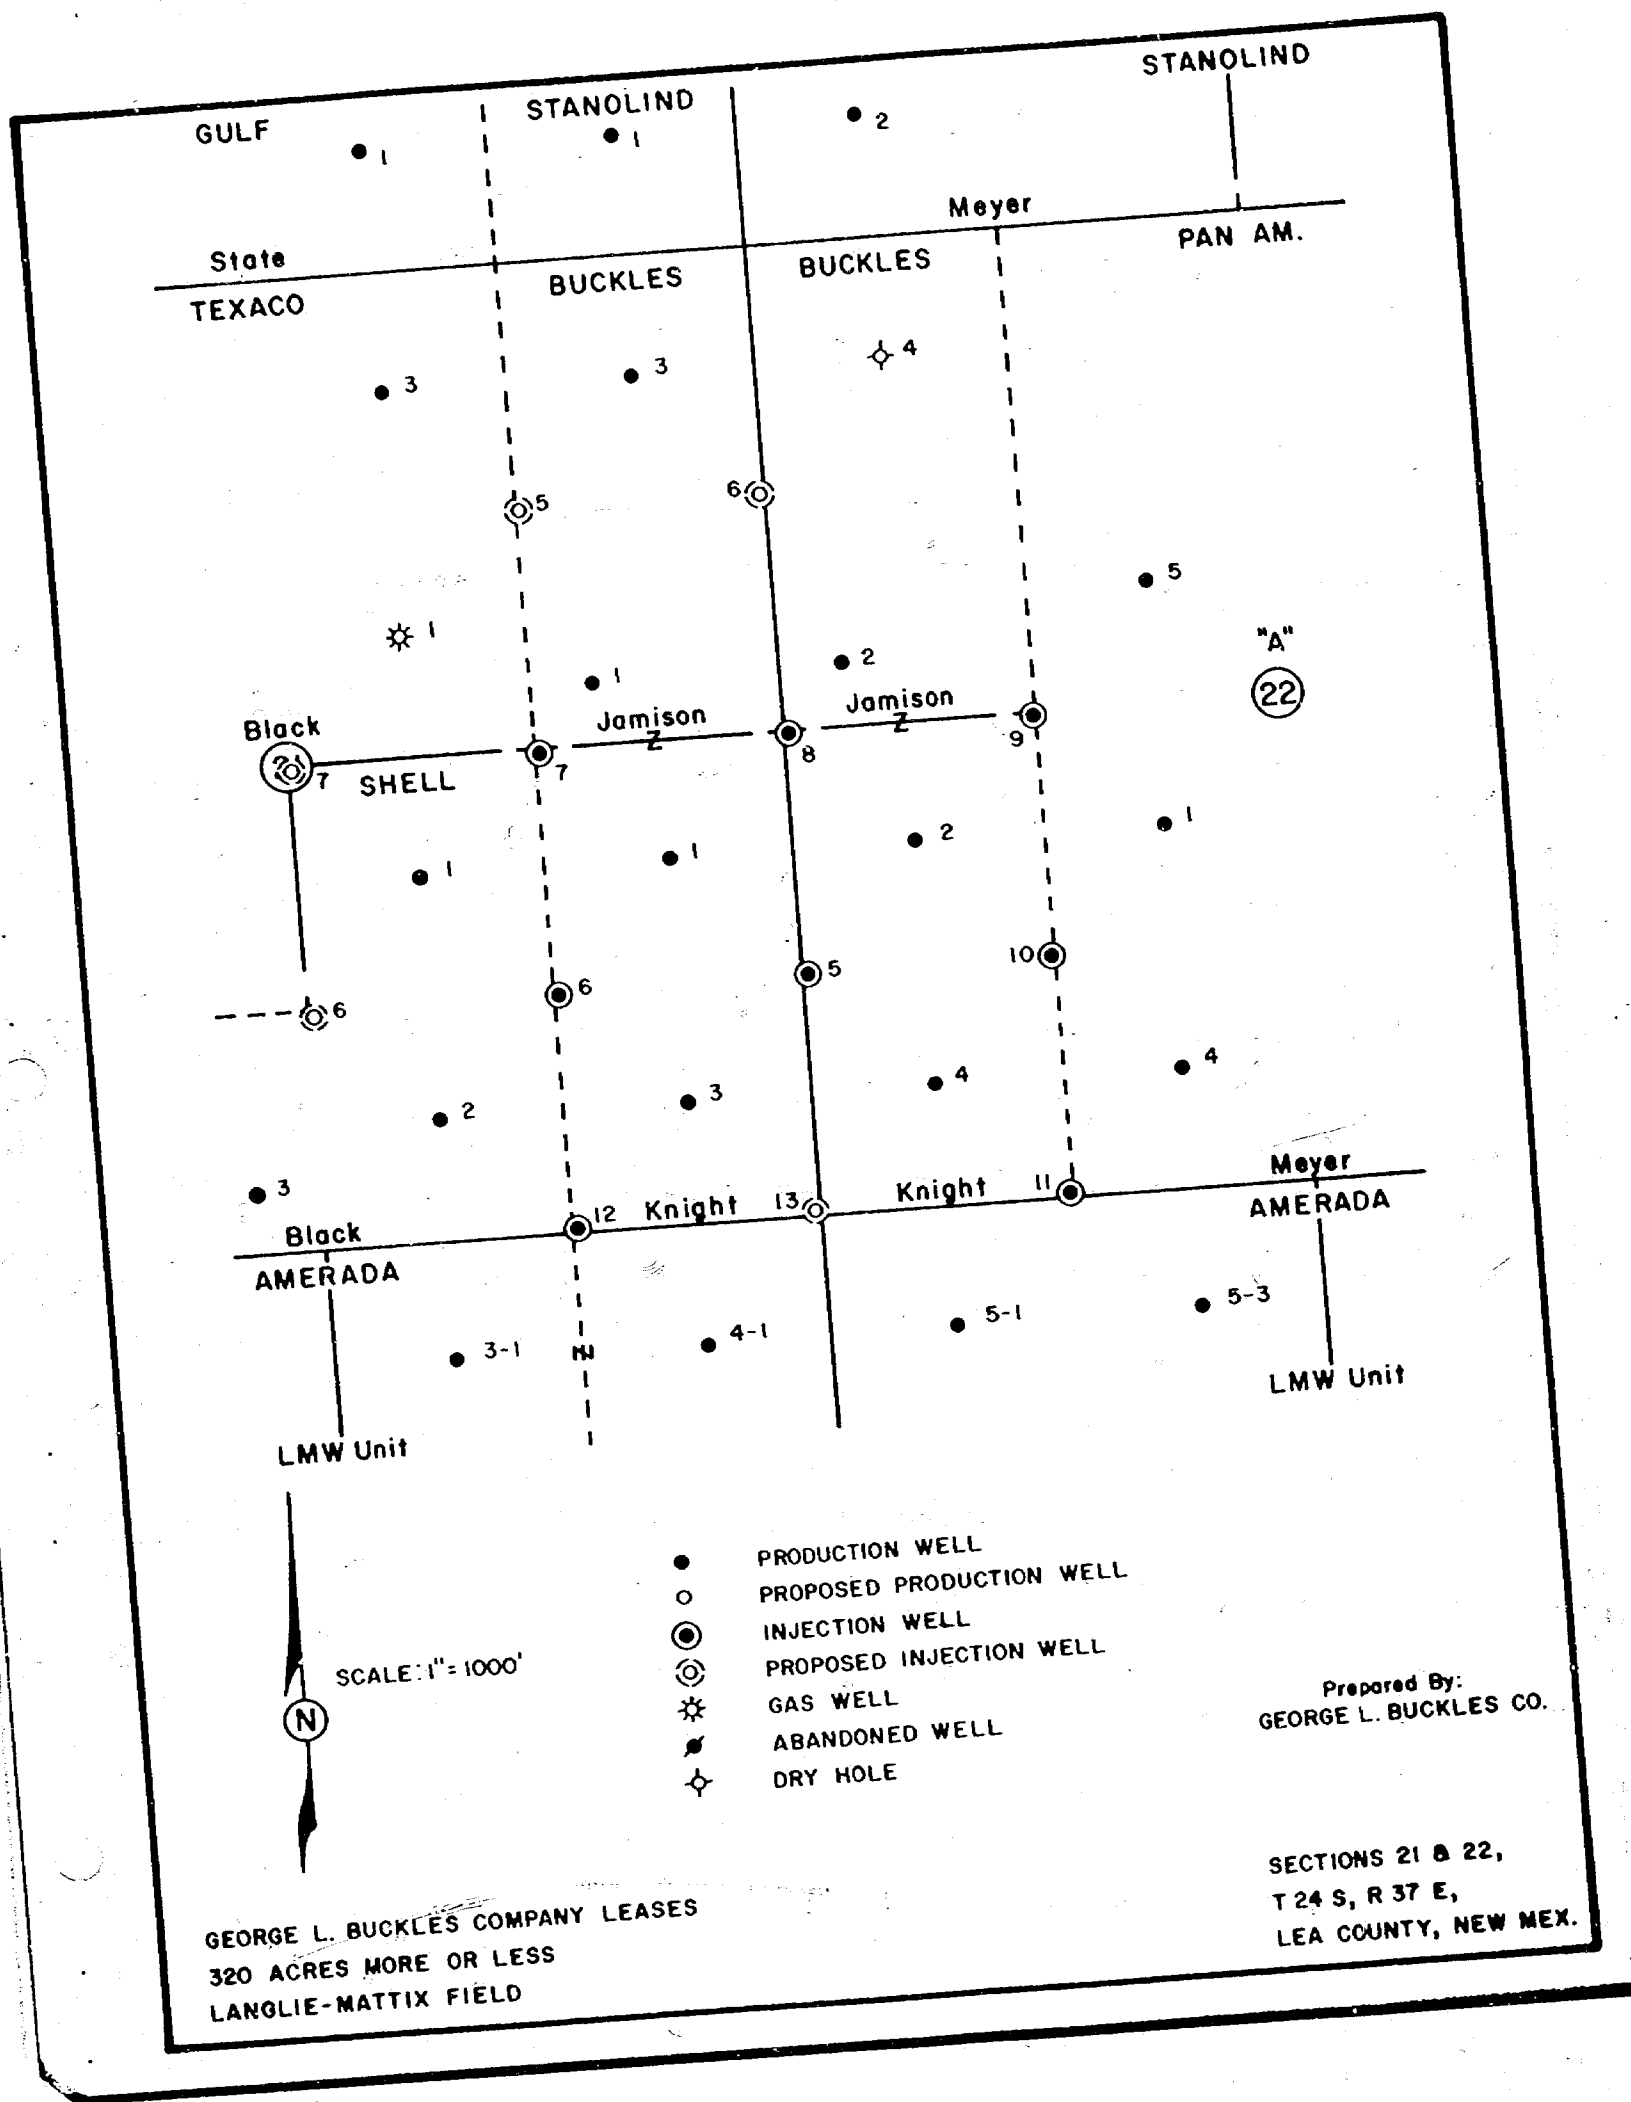 STANOLIND
GULF
STANOLIND
1
1
2
State
Meyer
TEXACO
BUCKLES
BUCKLES
PAN AM.
3
3
4
5
6
5
1
1
2
"A"
22
Black
Jamison
Jamison
7
SHELL
7
8
9
1
1
2
1
6
6
5
10
2
3
4
4
3
Black
12
Knight
13
Knight
11
Meyer
AMERADA
AMERADA
3-1
4-1
5-1
5-3
LMW Unit
LMW Unit
PRODUCTION WELL
PROPOSED PRODUCTION WELL
INJECTION WELL
PROPOSED INJECTION WELL
GAS WELL
ABANDONED WELL
DRY HOLE
SCALE: 1" = 1000'
N
Prepared By:
GEORGE L. BUCKLES CO.
SECTIONS 21 & 22,
T 24 S, R 37 E,
LEA COUNTY, NEW MEX.
GEORGE L. BUCKLES COMPANY LEASES
320 ACRES MORE OR LESS
LANGLIE-MATTIX FIELD